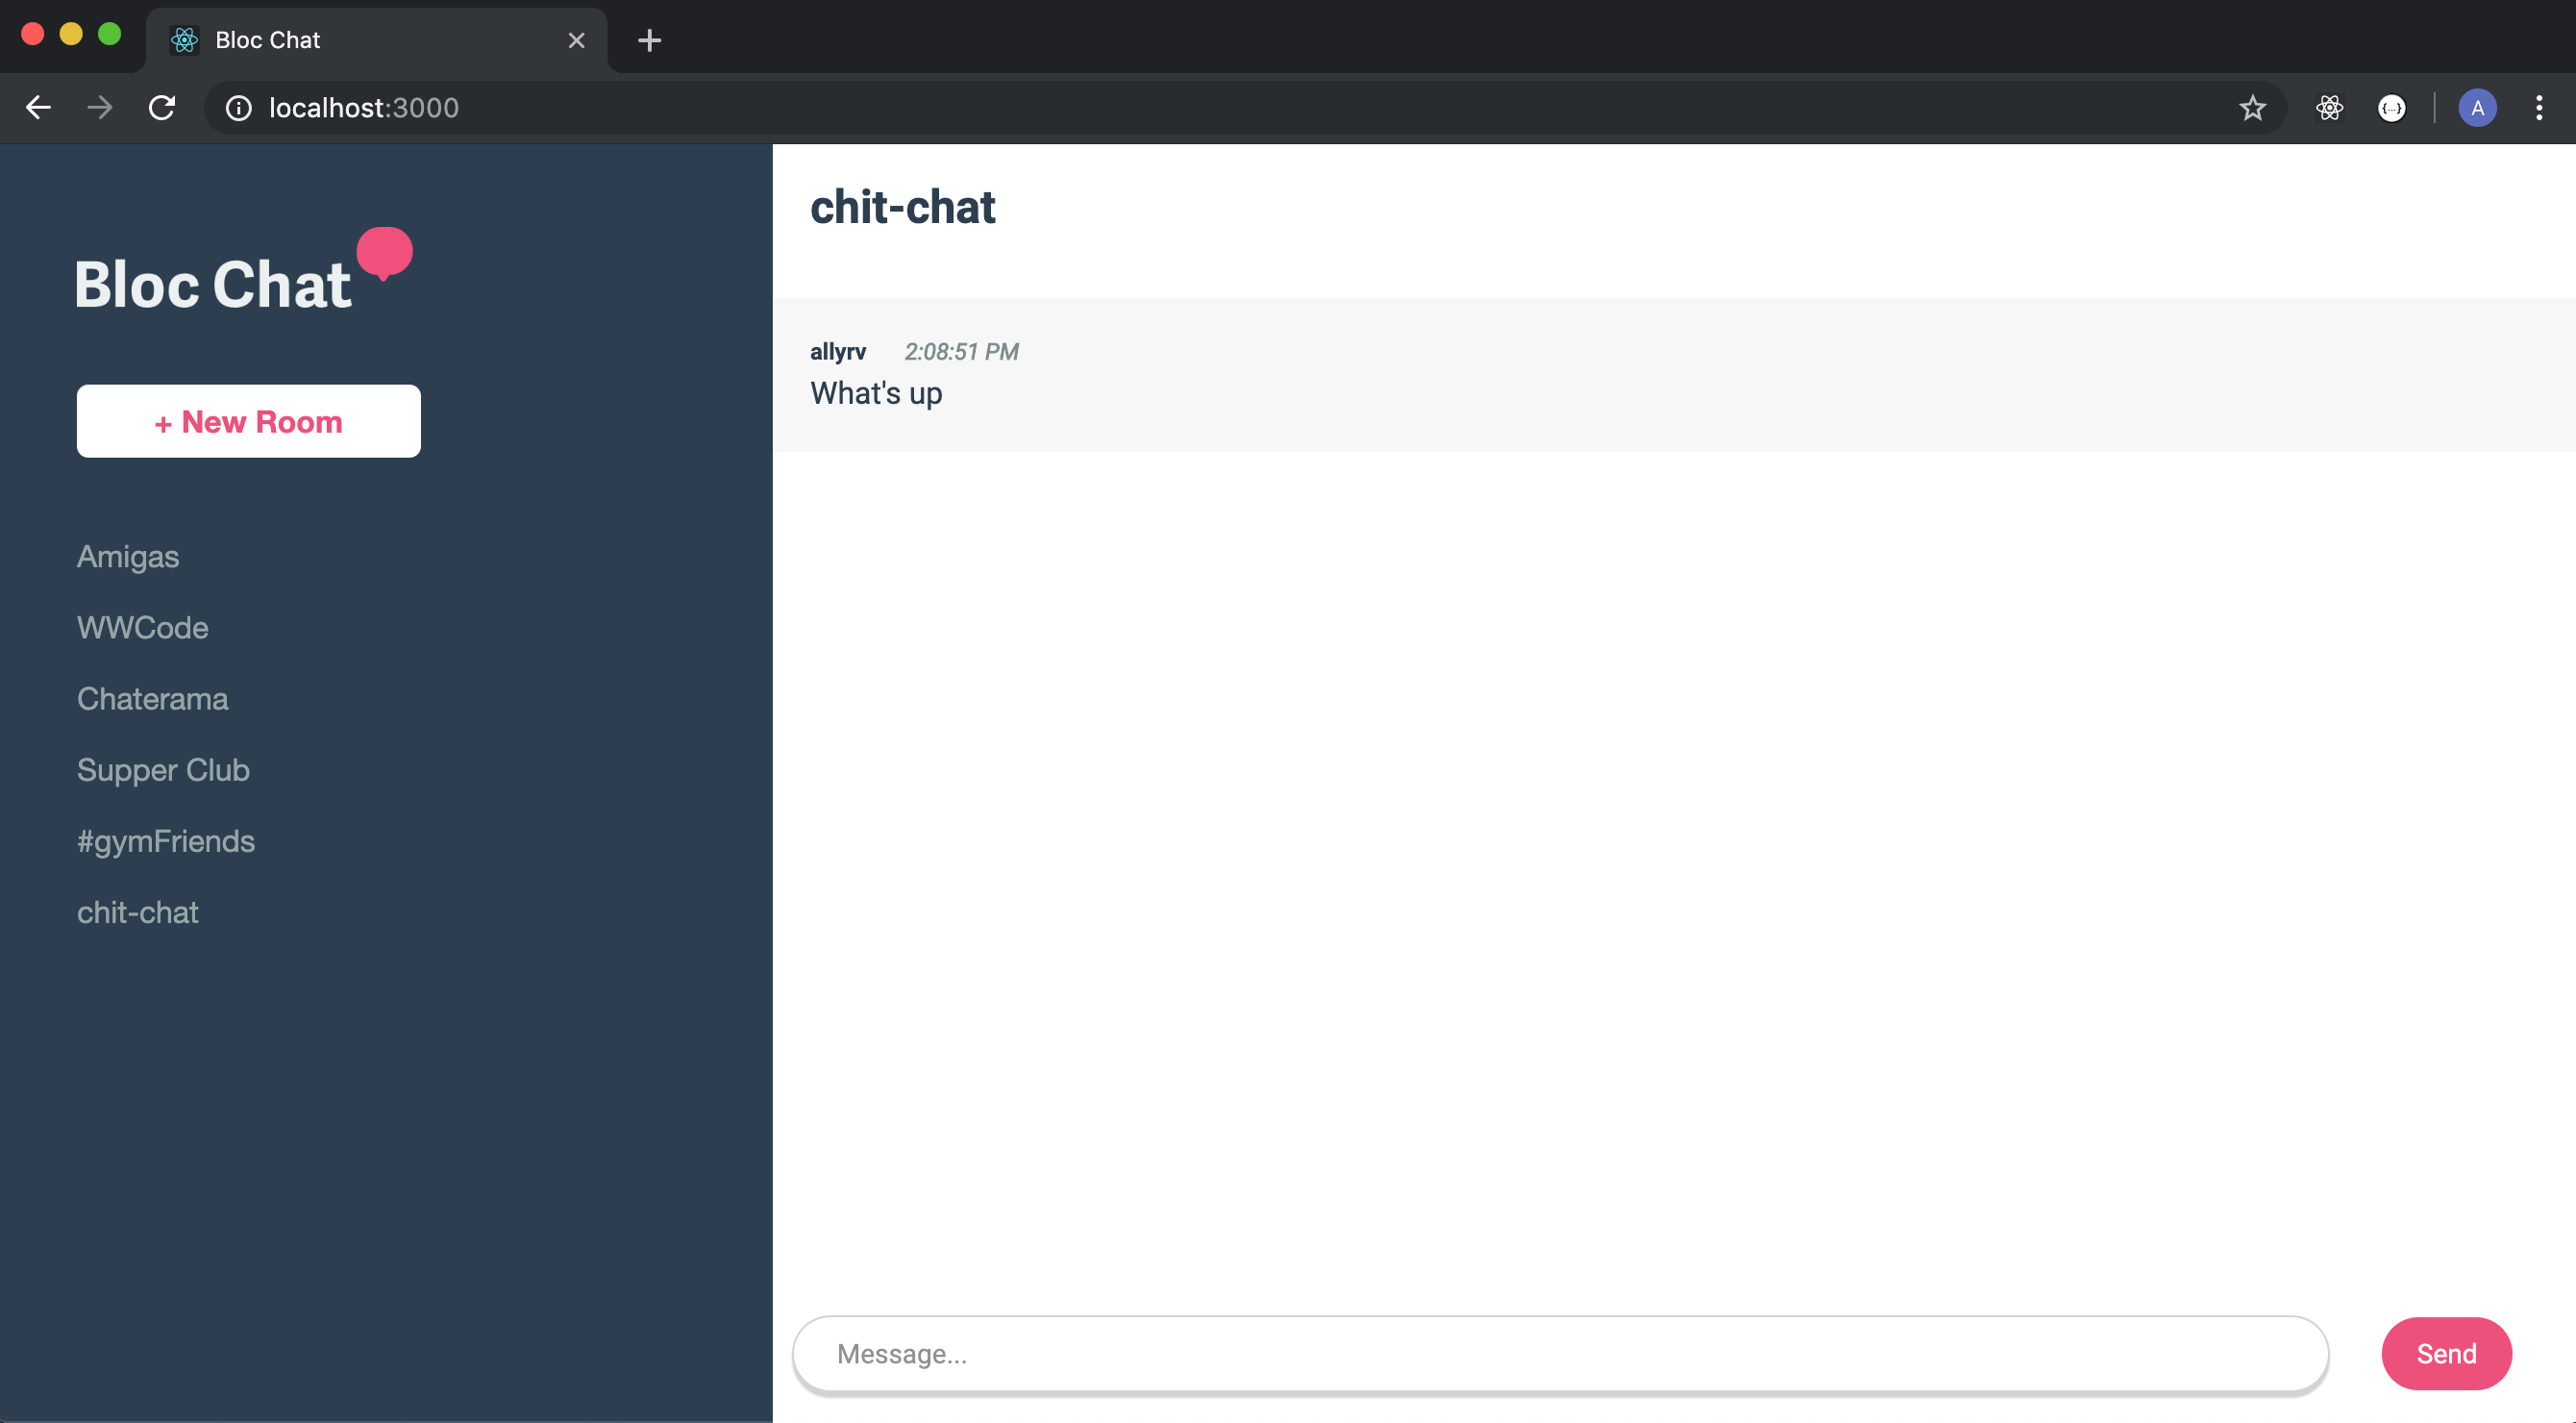 Bloc Chat
localhost:3000
A
Bloc Chat
+ New Room
Amigas
WWCode
Chaterama
Supper Club
#gymFriends
chit-chat
chit-chat
allyrv 2:08:51 PM
What's up
Message...
Send